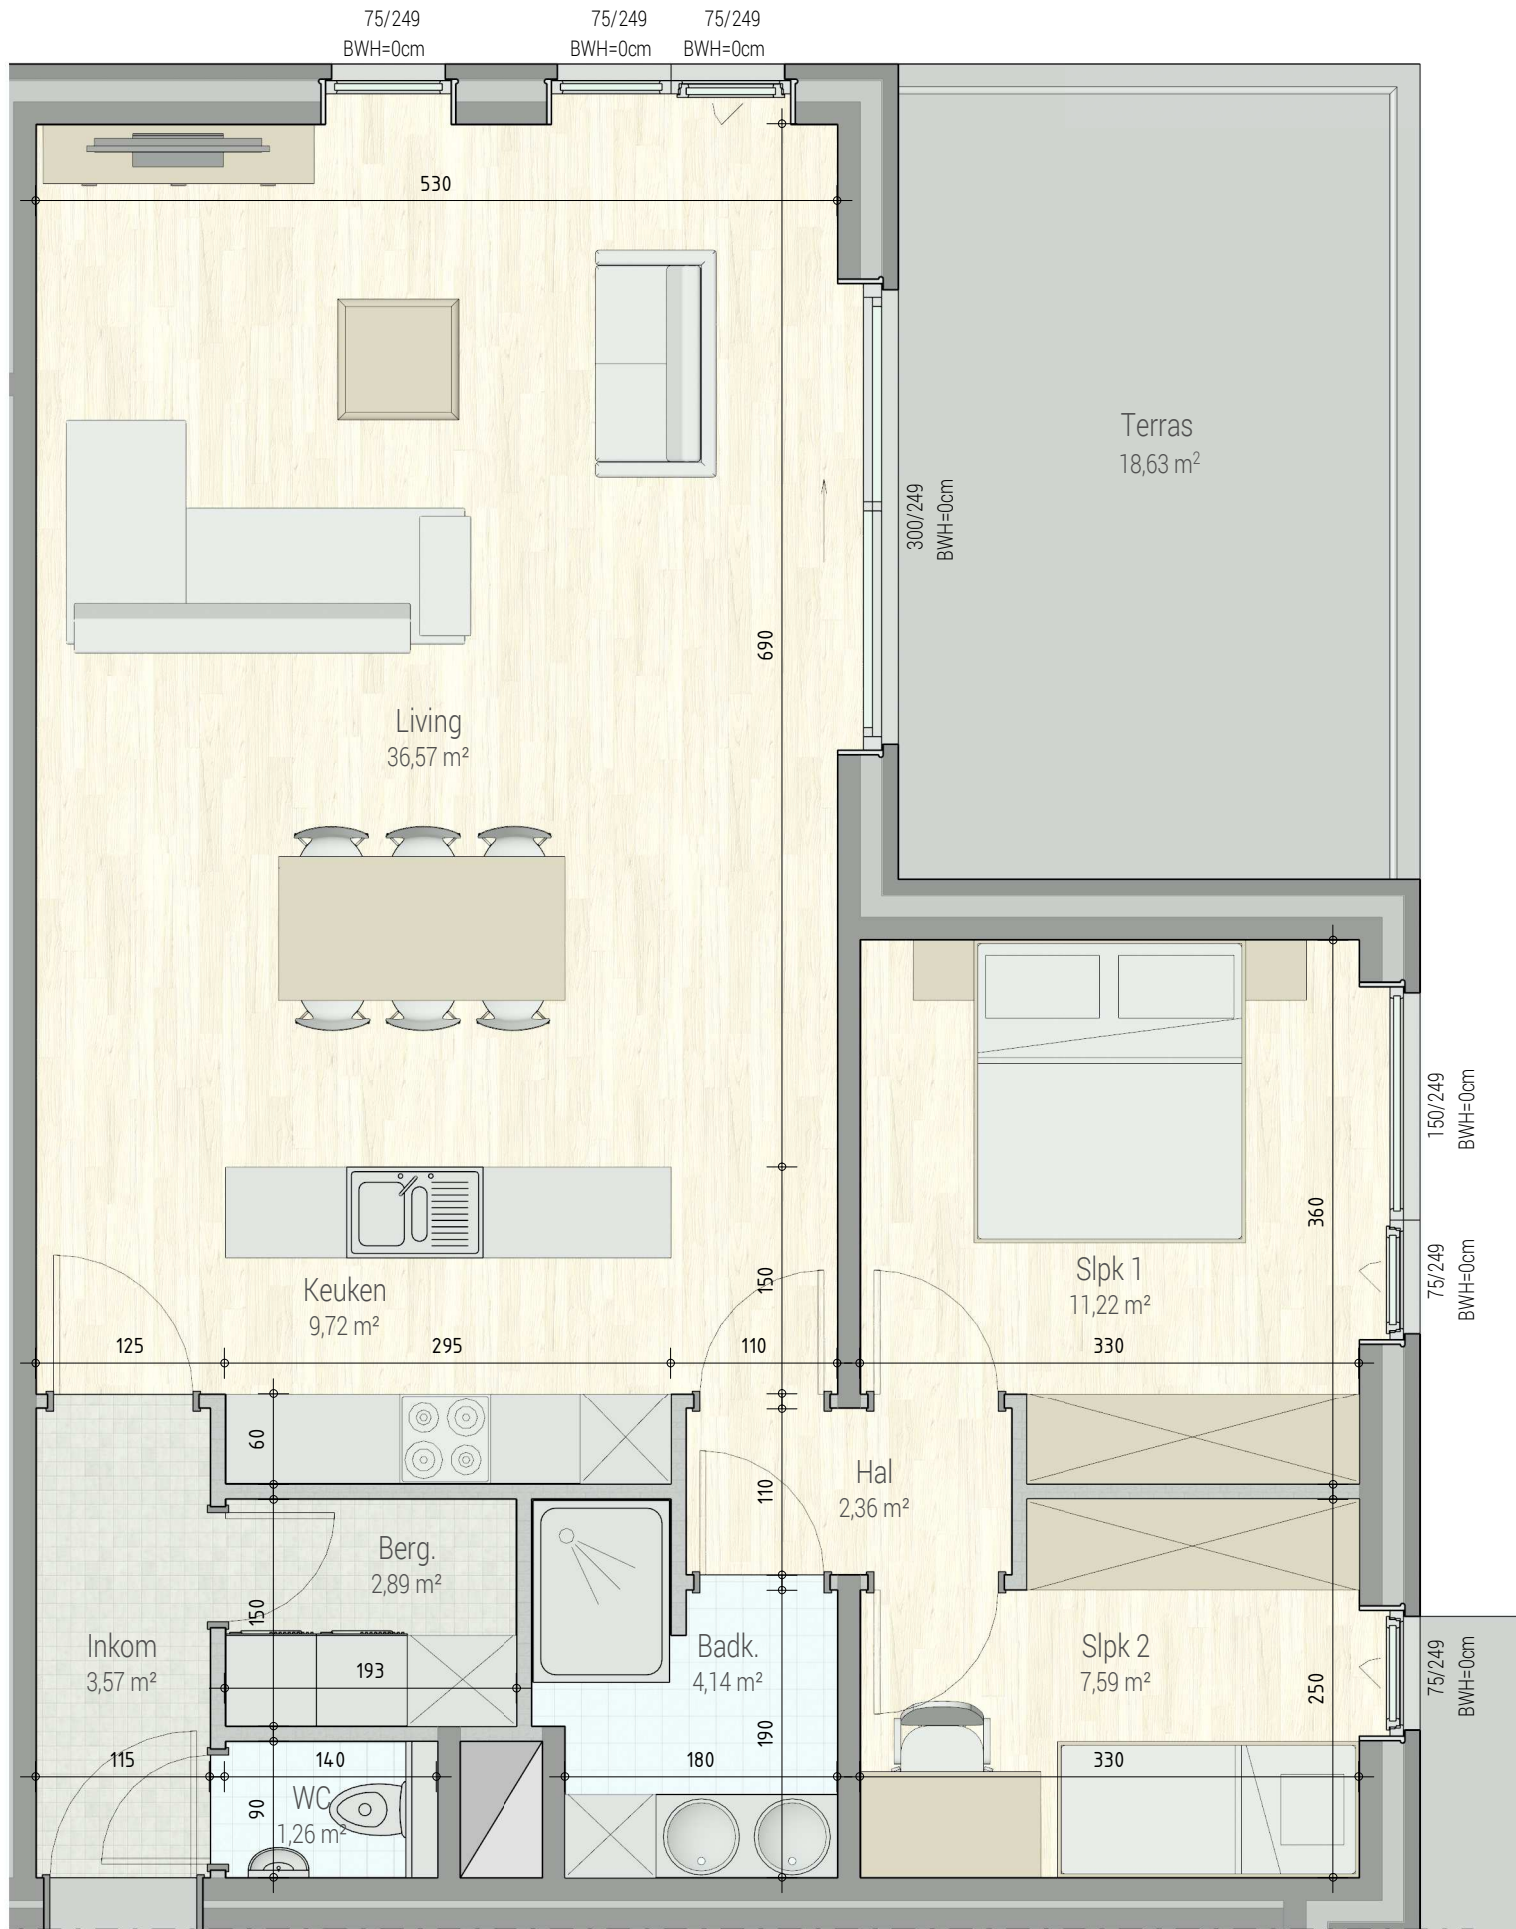 75/249
BWH=0cm
75/249
BWH=0cm
75/249
BWH=0cm
530
Terras
18,63 m²
300/249
BWH=0cm
690
Living
36,57 m²
150/249
BWH=0cm
360
75/249
BWH=0cm
Slpk 1
11,22 m²
Keuken
9,72 m²
150
125
295
110
330
60
110
Hal
2,36 m²
Berg.
2,89 m²
150
Inkom
3,57 m²
193
Badk.
4,14 m²
Slpk 2
7,59 m²
250
75/249
BWH=0cm
190
115
140
180
330
90
WC
1,26 m²